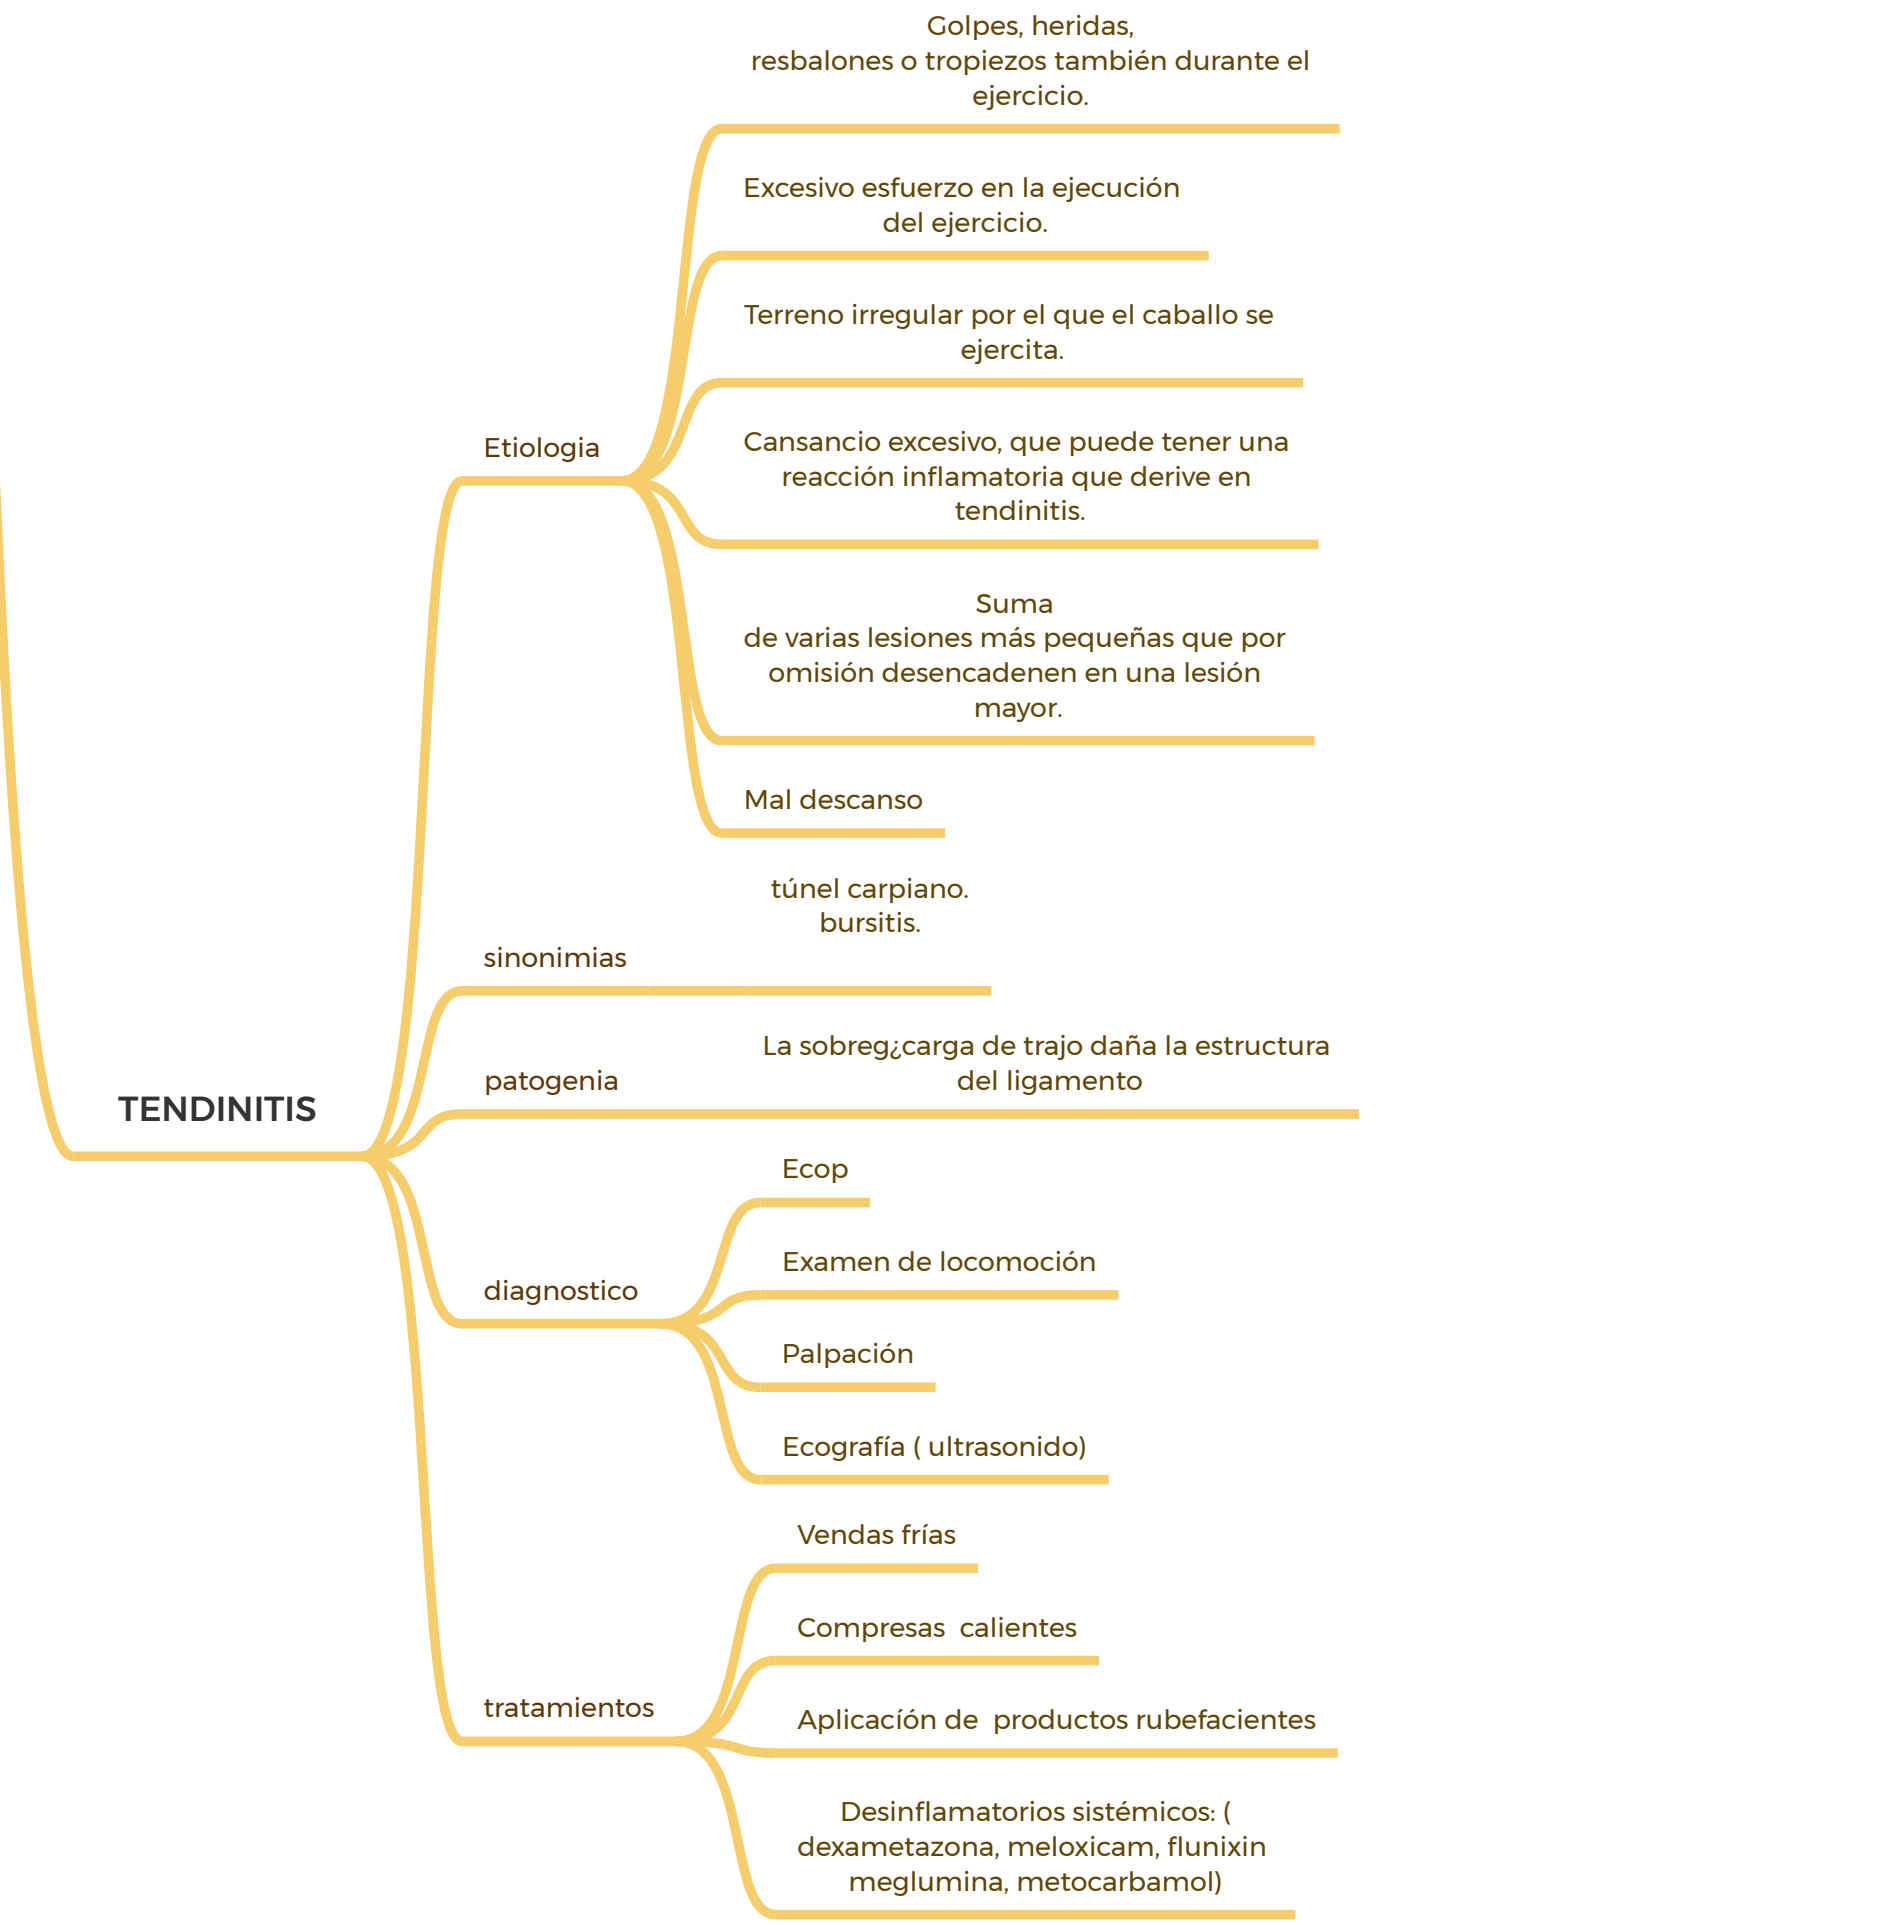 Golpes, heridas,
resbalones o tropiezos también durante el
ejercicio.
Excesivo esfuerzo en la ejecución
del ejercicio.
Terreno irregular por el que el caballo se
ejercita.
Etiologia
Cansancio excesivo, que puede tener una
reacción inflamatoria que derive en
tendinitis.
Suma
de varias lesiones más pequeñas que por
omisión desencadenen en una lesión
mayor.
Mal descanso
túnel carpiano.
bursitis.
sinonimias
La sobreg¿carga de trajo daña la estructura
del ligamento
patogenia
TENDINITIS
Ecop
Examen de locomoción
diagnostico
Palpación
Ecografía ( ultrasonido)
Vendas frías
Compresas  calientes
tratamientos
Aplicacíón de  productos rubefacientes
Desinflamatorios sistémicos: (
dexametazona, meloxicam, flunixin
meglumina, metocarbamol)